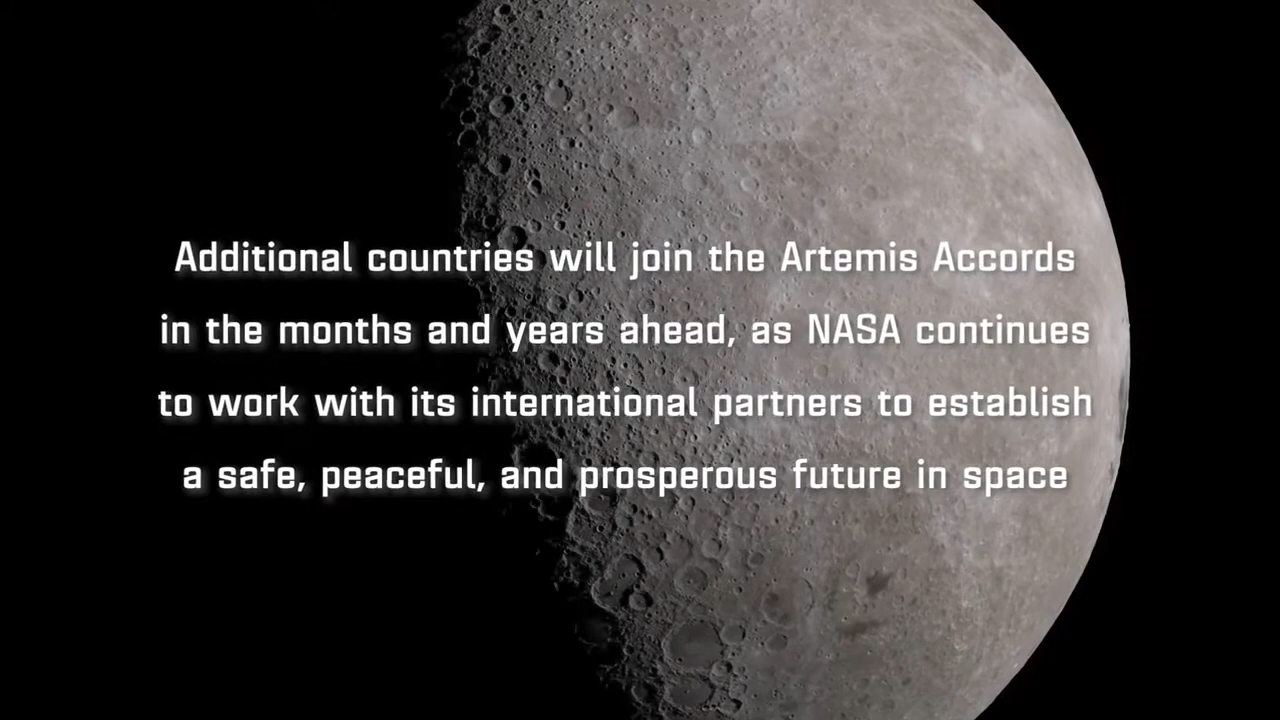 Additional countries will join the Artemis Accords
in the months and years ahead, as NASA continues
to work with its international partners to establish
a safe, peaceful, and prosperous future in space